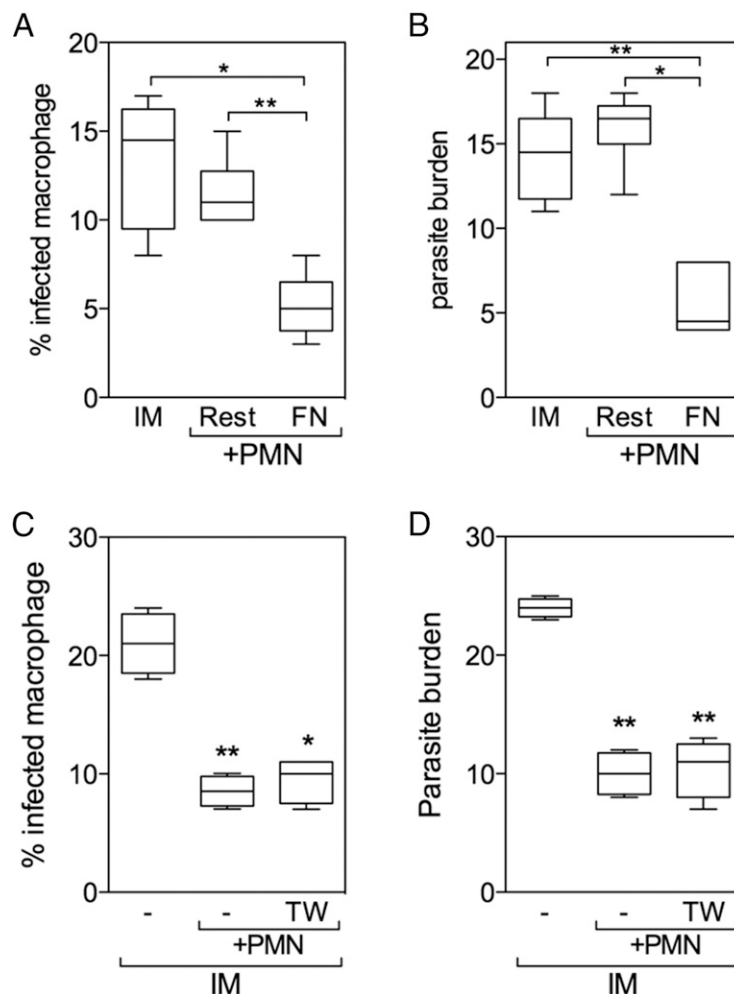 A
% infected macrophage
20
15
10
5
0
*
**
IM Rest FN
+PMN
B
parasite burden
20
15
10
5
0
**
*
IM Rest FN
+PMN
C
% infected macrophage
30
20
10
0
**
*
- - TW
+PMN
IM
D
Parasite burden
30
20
10
0
** **
- - TW
+PMN
IM